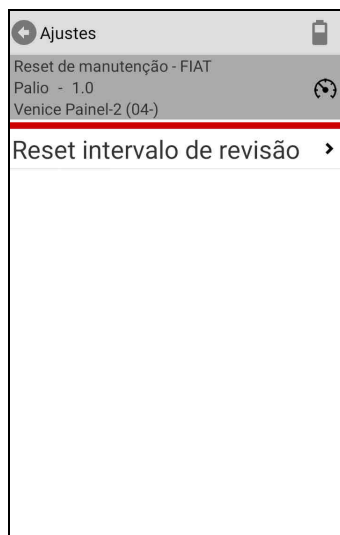 Ajustes
Reset de manutenção - FIAT
Palio - 1.0
Venice Painel-2 (04-)
Reset intervalo de revisão